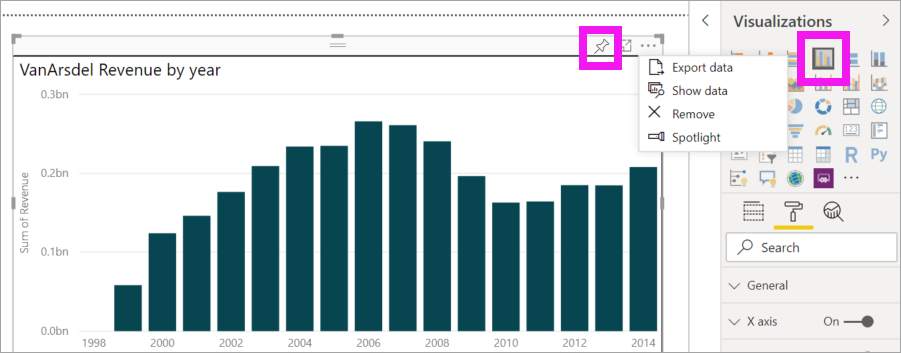 Visualizations
VanArsdel Revenue by year
Export data
Show data
Remove
Spotlight
0.3bn
0.2bn
0.1bn
0.0bn
Sum of Revenue
1998 2000 2002 2004 2006 2008 2010 2012 2014
123
R Py
Search
General
X axis On